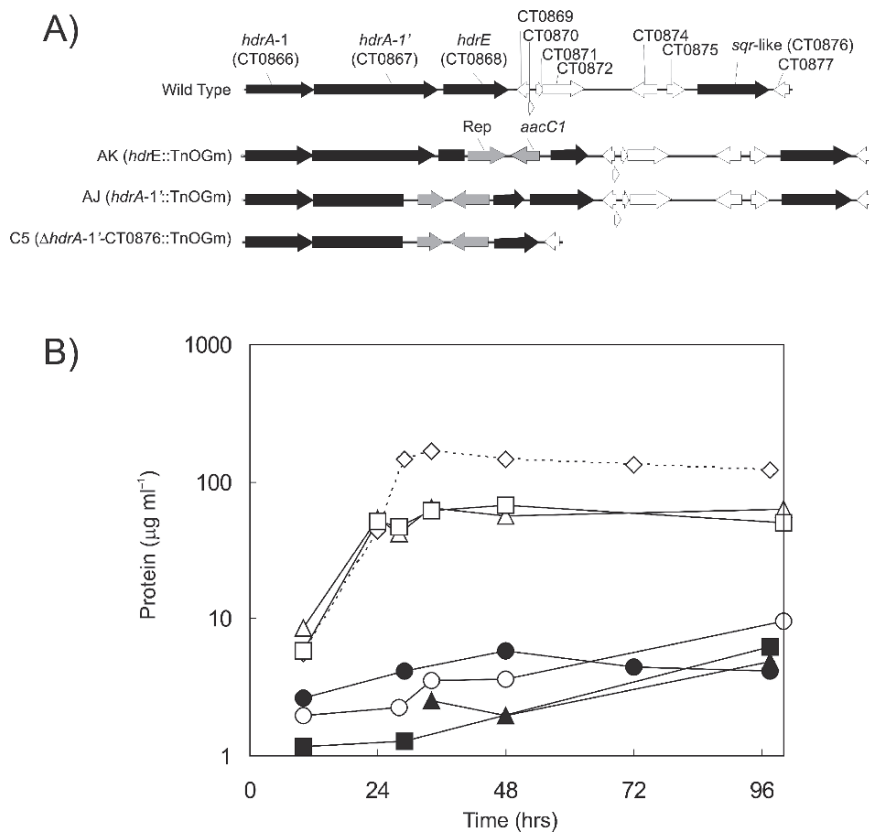 A)
hdrA-1
(CT0866)
hdrA-1'
(CT0867)
hdrE
(CT0868)
CT0869
CT0870
CT0871
CT0872
CT0874
CT0875
sqr-like (CT0876)
CT0877
Wild Type
Rep
aacC1
AK (hdrE::TnOGm)
AJ (hdrA-1'::TnOGm)
C5 (ΔhdrA-1'-CT0876::TnOGm)
B)
1000
100
10
1
Protein (μg ml⁻¹)
0
24
48
72
96
Time (hrs)